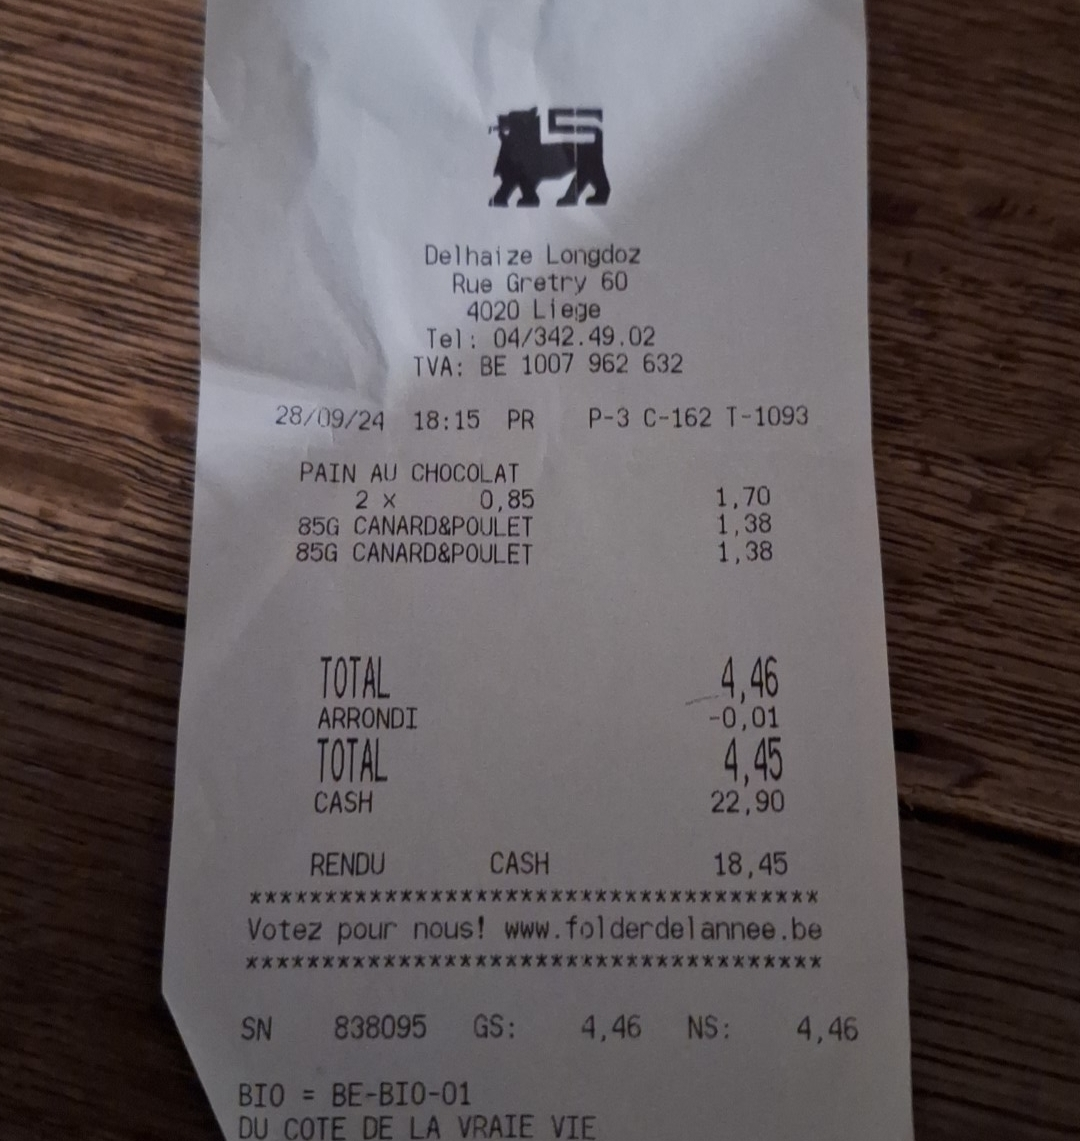 Delhaize Longdoz
Rue Gretry 60
4020 Liege
Tel: 04/342.49.02
TVA: BE 1007 962 632
28/09/24 18:15 PR P-3 C-162 T-1093
PAIN AU CHOCOLAT
2 x 0,85 1,70
85G CANARD&POULET 1,38
85G CANARD&POULET 1,38
TOTAL 4,46
ARRONDI -0,01
TOTAL 4,45
CASH 22,90
RENDU CASH 18,45
**************************************
Votez pour nous! www.folderdelannee.be
**************************************
SN 838095 GS: 4,46 NS: 4,46
BIO = BE-BIO-01
DU COTE DE LA VRAIE VIE